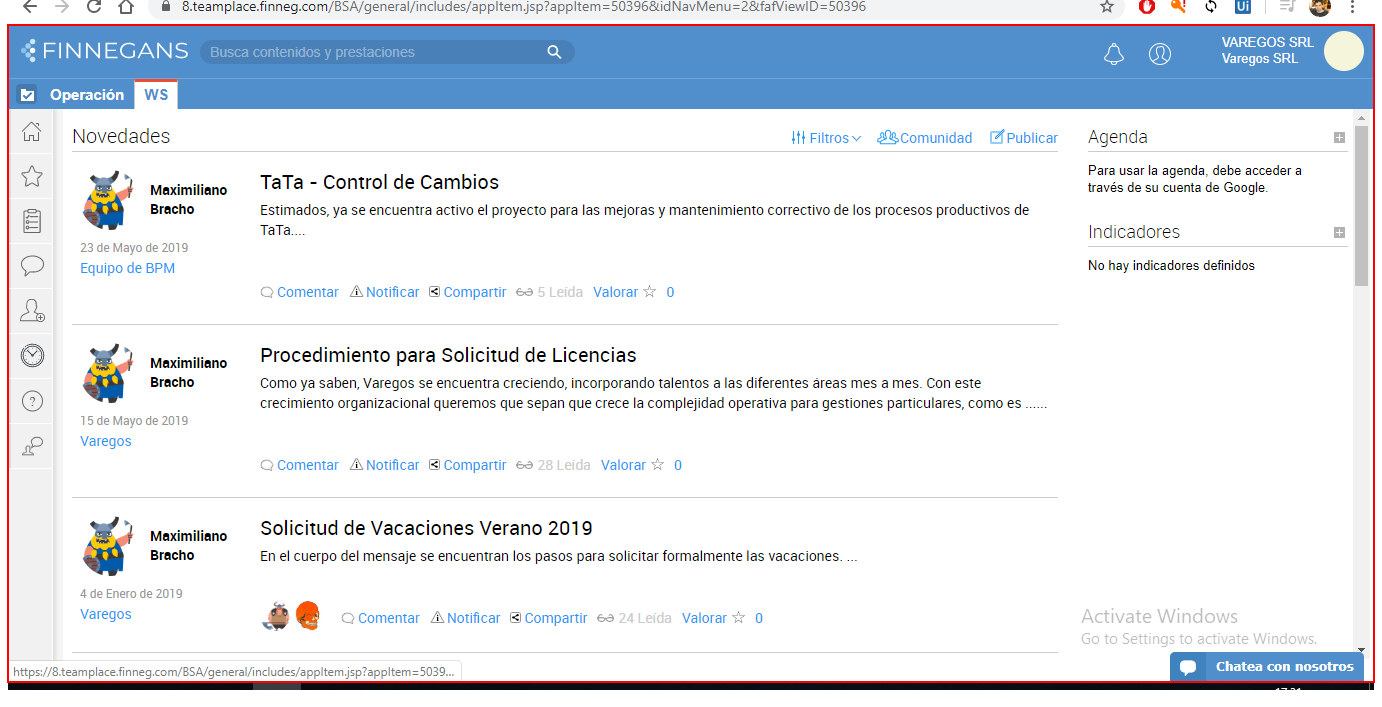 8.teamplace.finneg.com/BSA/general/includes/appItem.jsp?appItem=50396&idNavMenu=2&fafViewID=50396
Ui
FINNEGANS
Busca contenidos y prestaciones
VAREGOS SRL
Varegos SRL
Operación
WS
Novedades
Filtros
Comunidad
Publicar
Maximiliano
Bracho
23 de Mayo de 2019
Equipo de BPM
TaTa - Control de Cambios
Estimados, ya se encuentra activo el proyecto para las mejoras y mantenimiento correctivo de los procesos productivos de
TaTa....
Comentar Notificar Compartir 5 Leída Valorar 0
Maximiliano
Bracho
15 de Mayo de 2019
Varegos
Procedimiento para Solicitud de Licencias
Como ya saben, Varegos se encuentra creciendo, incorporando talentos a las diferentes áreas mes a mes. Con este
crecimiento organizacional queremos que sepan que crece la complejidad operativa para gestiones particulares, como es ......
Comentar Notificar Compartir 28 Leída Valorar 0
Maximiliano
Bracho
4 de Enero de 2019
Varegos
Solicitud de Vacaciones Verano 2019
En el cuerpo del mensaje se encuentran los pasos para solicitar formalmente las vacaciones. ...
Comentar Notificar Compartir 24 Leída Valorar 0
Agenda
Para usar la agenda, debe acceder a
través de su cuenta de Google.
Indicadores
No hay indicadores definidos
Activate Windows
Go to Settings to activate Windows.
https://8.teamplace.finneg.com/BSA/general/includes/appItem.jsp?appItem=5039...
Chatea con nosotros